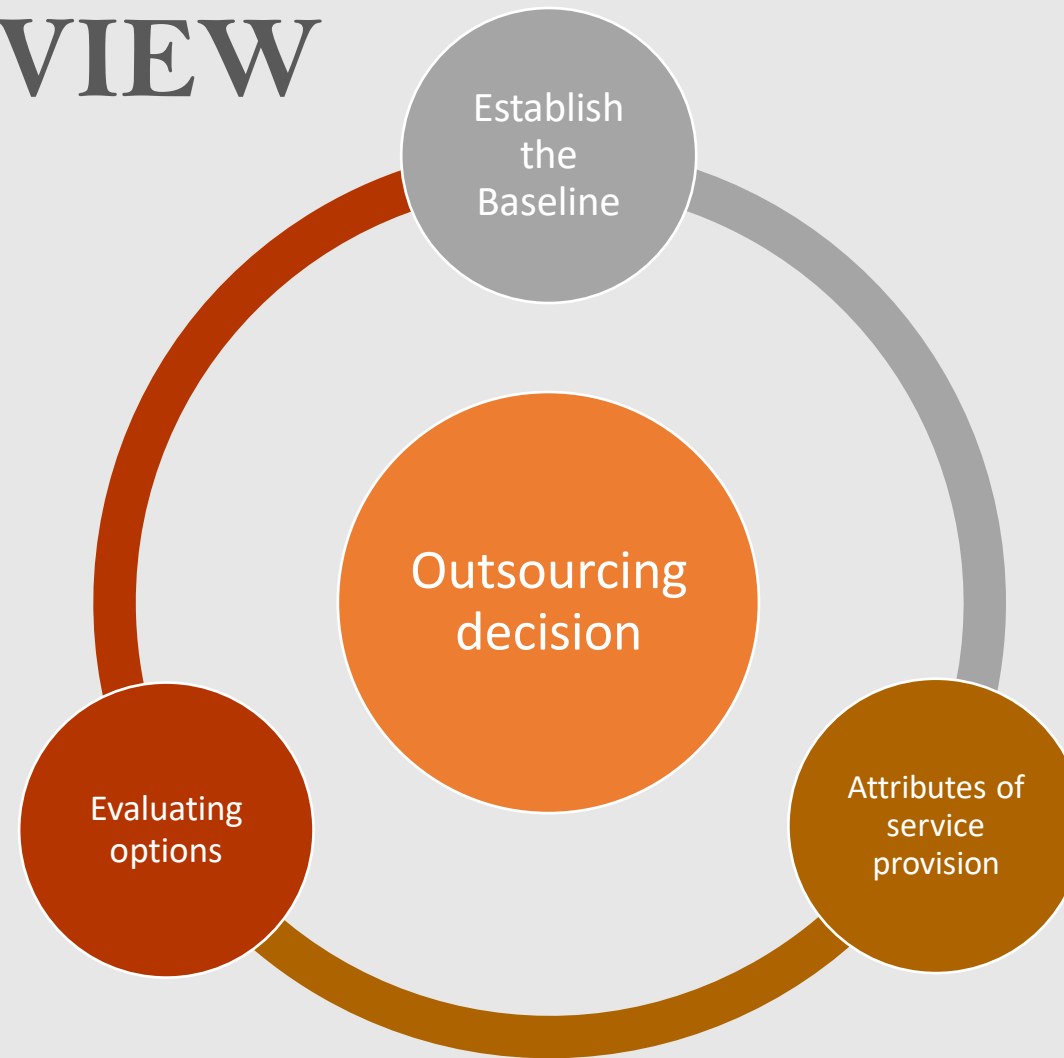 VIEW
Establish
the
Baseline
Outsourcing
decision
Attributes of
service
provision
Evaluating
options